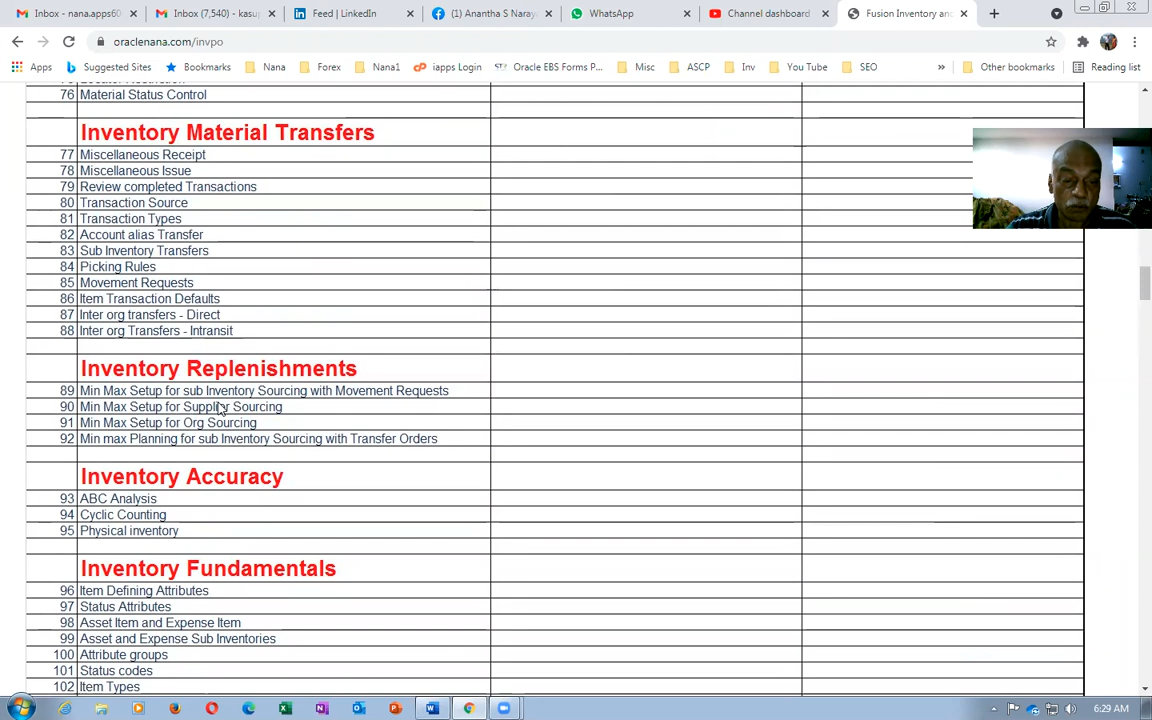 Inbox (1) - nana.apps60
Inbox (7,540) - kasup
Feed | LinkedIn
(1) Anantha S Naray
WhatsApp
Channel dashboard
Fusion Inventory and
oraclenana.com/invpo
Apps
Suggested Sites
Bookmarks
Nana
Forex
Nana1
iapps Login
Oracle EBS Forms P...
Misc
ASCP
Inv
You Tube
SEO
»
Other bookmarks
Reading list
76 Material Status Control
Inventory Material Transfers
77 Miscellaneous Receipt
78 Miscellaneous Issue
79 Review completed Transactions
80 Transaction Source
81 Transaction Types
82 Account alias Transfer
83 Sub Inventory Transfers
84 Picking Rules
85 Movement Requests
86 Item Transaction Defaults
87 Inter org transfers - Direct
88 Inter org Transfers - Intransit
Inventory Replenishments
89 Min Max Setup for sub Inventory Sourcing with Movement Requests
90 Min Max Setup for Supplier Sourcing
91 Min Max Setup for Org Sourcing
92 Min max Planning for sub Inventory Sourcing with Transfer Orders
Inventory Accuracy
93 ABC Analysis
94 Cyclic Counting
95 Physical inventory
Inventory Fundamentals
96 Item Defining Attributes
97 Status Attributes
98 Asset Item and Expense Item
99 Asset and Expense Sub Inventories
100 Attribute groups
101 Status codes
102 Item Types
6:29 AM